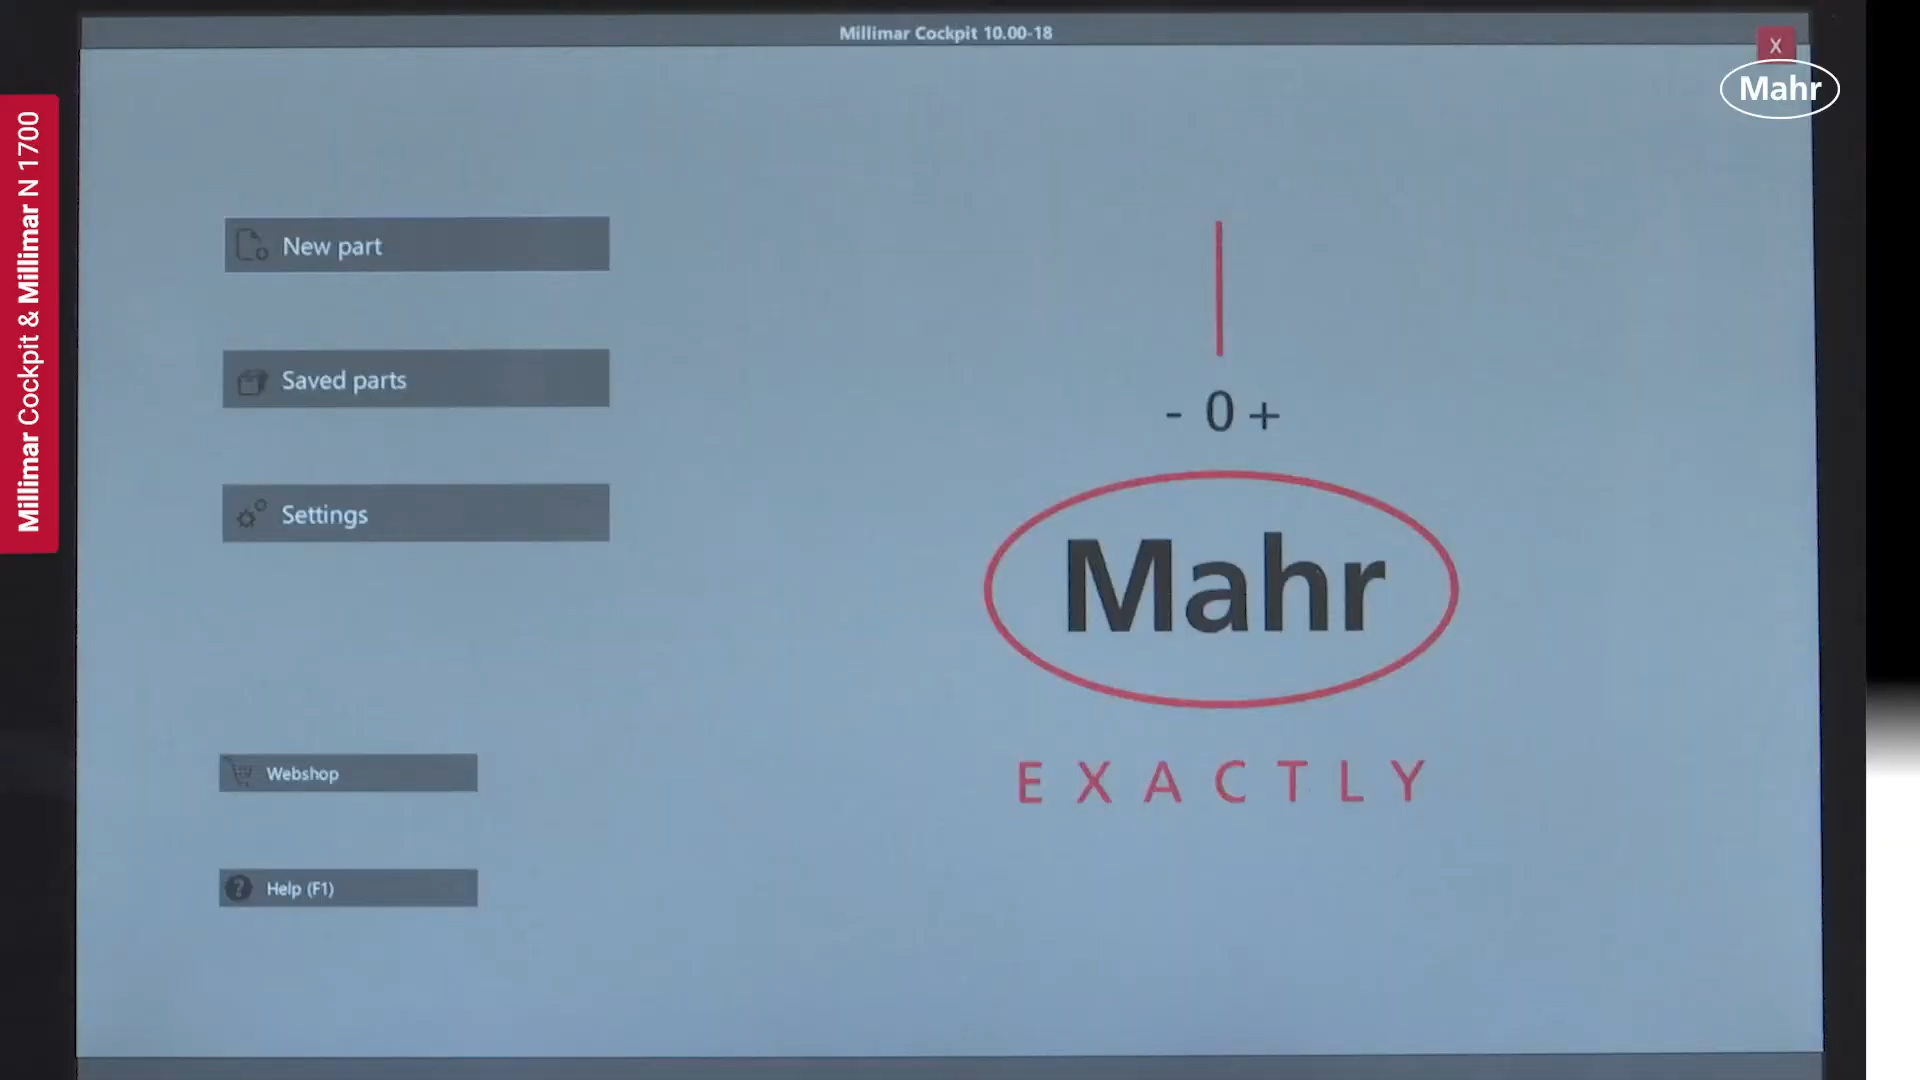 Millimar Cockpit 10.00-18
X
Mahr
Millimar Cockpit & Millimar N 1700
New part
Saved parts
Settings
Webshop
? Help (F1)
- 0 +
Mahr
EXACTLY